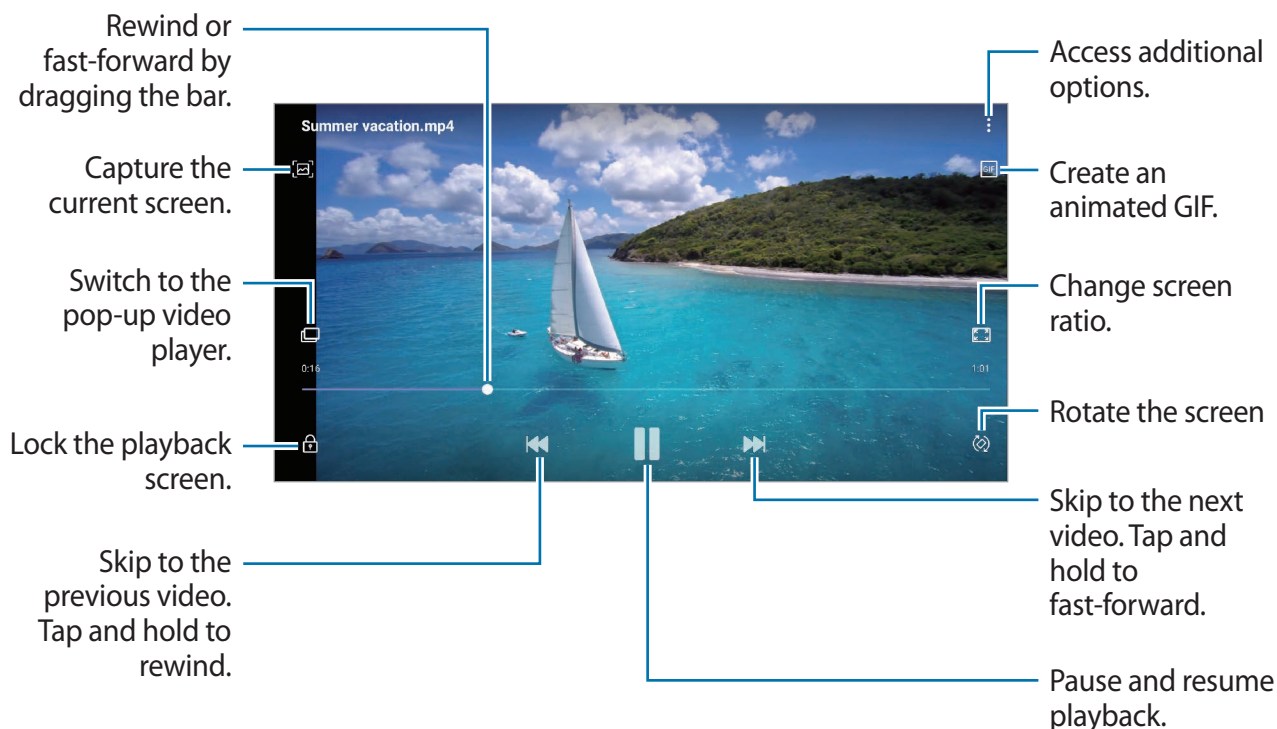 Rewind or
fast-forward by
dragging the bar.
Capture the
current screen.
Switch to the
pop-up video
player.
Lock the playback
screen.
Skip to the
previous video.
Tap and hold to
rewind.
Summer vacation.mp4
GIF
0:16
1:01
Access additional
options.
Create an
animated GIF.
Change screen
ratio.
Rotate the screen
Skip to the next
video. Tap and
hold to
fast-forward.
Pause and resume
playback.